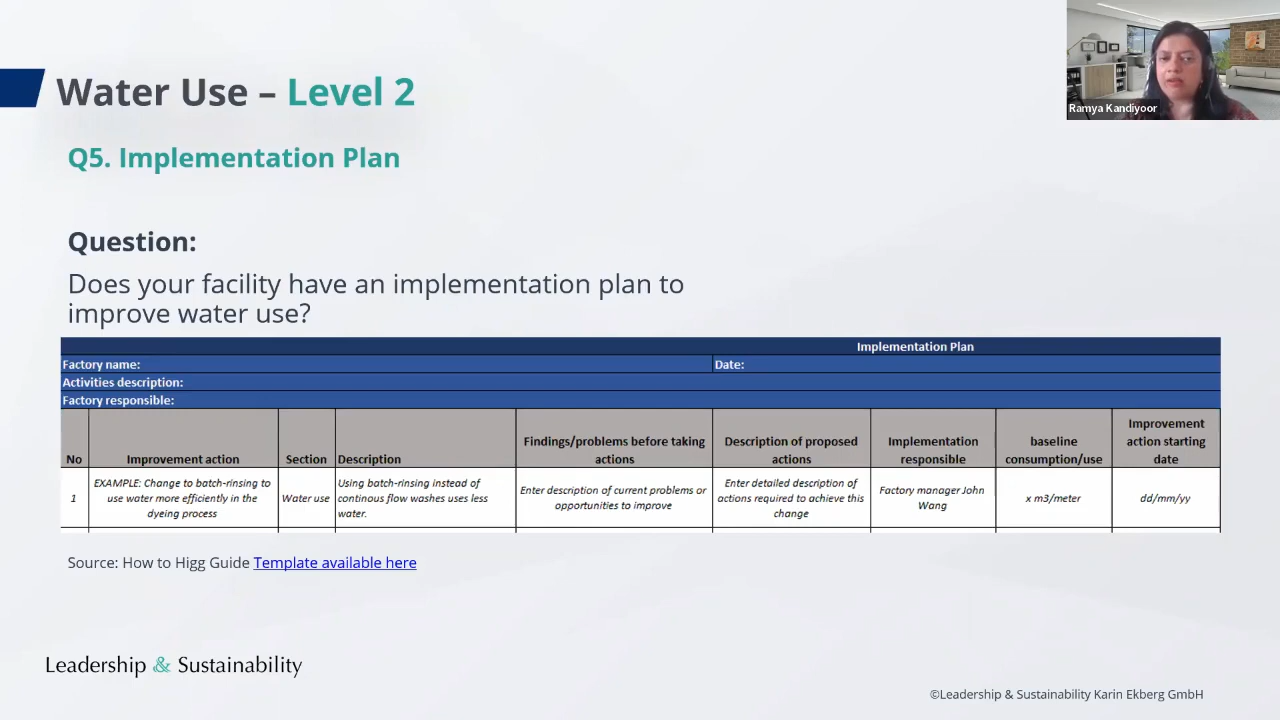 Ramya Kandiyoor
Water Use – Level 2
Q5. Implementation Plan
Question:
Does your facility have an implementation plan to
improve water use?
Implementation Plan
Factory name: Date:
Activities description:
Factory responsible:
No Improvement action Section Description Findings/problems before taking actions Description of proposed actions Implementation responsible baseline consumption/use Improvement action starting date
1 EXAMPLE: Change to batch-rinsing to use water more efficiently in the dyeing process Water use Using batch-rinsing instead of continous flow washes uses less water. Enter description of current problems or opportunities to improve Enter detailed description of actions required to achieve this change Factory manager John Wang x m3/meter dd/mm/yy
Source: How to Higg Guide Template available here
Leadership & Sustainability
©Leadership & Sustainability Karin Ekberg GmbH